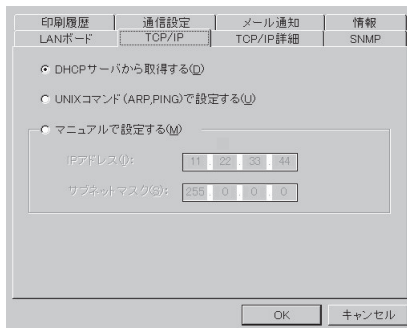 印刷履歴 通信設定 メール通知 情報
LANボード TCP/IP TCP/IP詳細 SNMP
DHCPサーバから取得する(D)
UNIXコマンド(ARP,PING)で設定する(U)
マニュアルで設定する(M)
IPアドレス(I): 11 . 22 . 33 . 44
サブネットマスク(S): 255 . 0 . 0 . 0
OK キャンセル